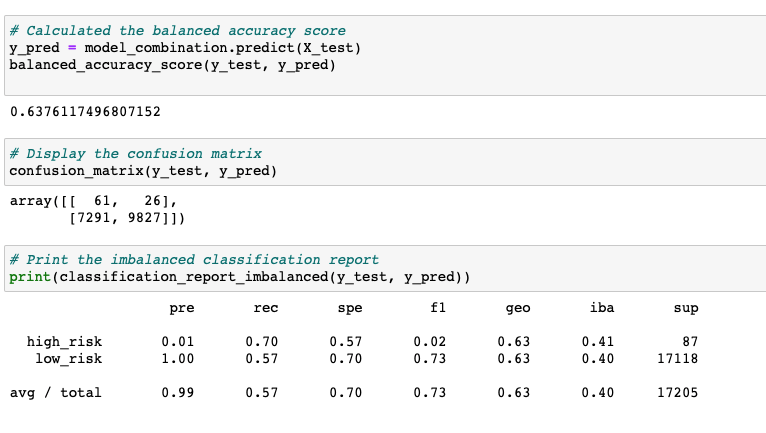 # Calculated the balanced accuracy score
y_pred = model_combination.predict(X_test)
balanced_accuracy_score(y_test, y_pred)
0.6376117496807152
# Display the confusion matrix
confusion_matrix(y_test, y_pred)
array([[  61,   26],
       [7291, 9827]])
# Print the imbalanced classification report
print(classification_report_imbalanced(y_test, y_pred))
pre rec spe f1 geo iba sup
high_risk 0.01 0.70 0.57 0.02 0.63 0.41 87
low_risk 1.00 0.57 0.70 0.73 0.63 0.40 17118
avg / total 0.99 0.57 0.70 0.73 0.63 0.40 17205